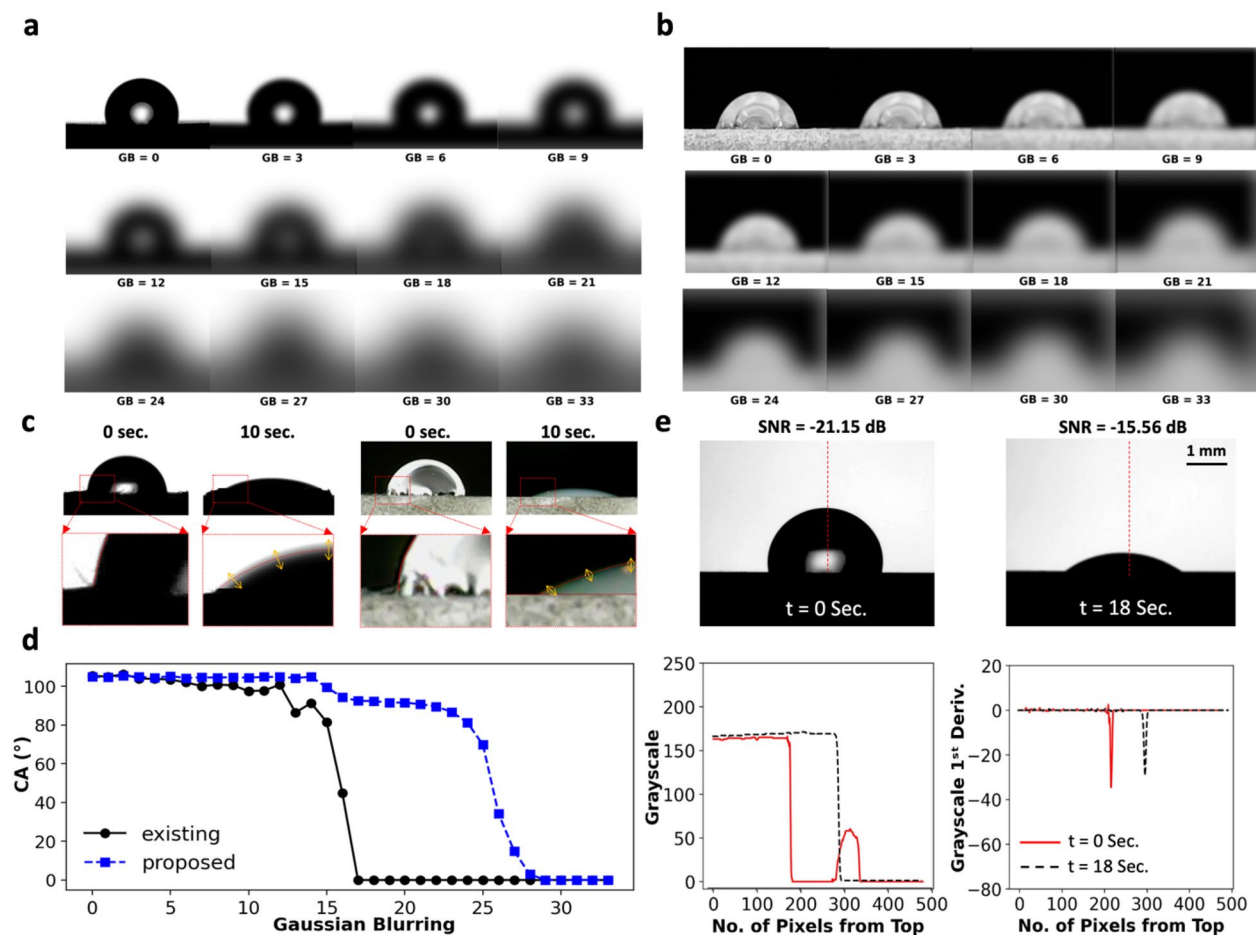 a
GB = 0 GB = 3 GB = 6 GB = 9
GB = 12 GB = 15 GB = 18 GB = 21
GB = 24 GB = 27 GB = 30 GB = 33
b
GB = 0 GB = 3 GB = 6 GB = 9
GB = 12 GB = 15 GB = 18 GB = 21
GB = 24 GB = 27 GB = 30 GB = 33
c
0 sec. 10 sec. 0 sec. 10 sec.
d
CA (°)
100
80
60
40
20
0
existing
proposed
0 5 10 15 20 25 30
Gaussian Blurring
e
SNR = -21.15 dB SNR = -15.56 dB
1 mm
t = 0 Sec. t = 18 Sec.
Grayscale
250
200
150
100
50
0
0 100 200 300 400 500
No. of Pixels from Top
Grayscale 1st Deriv.
20
0
−20
−40
−60
−80
t = 0 Sec.
t = 18 Sec.
0 100 200 300 400 500
No. of Pixels from Top